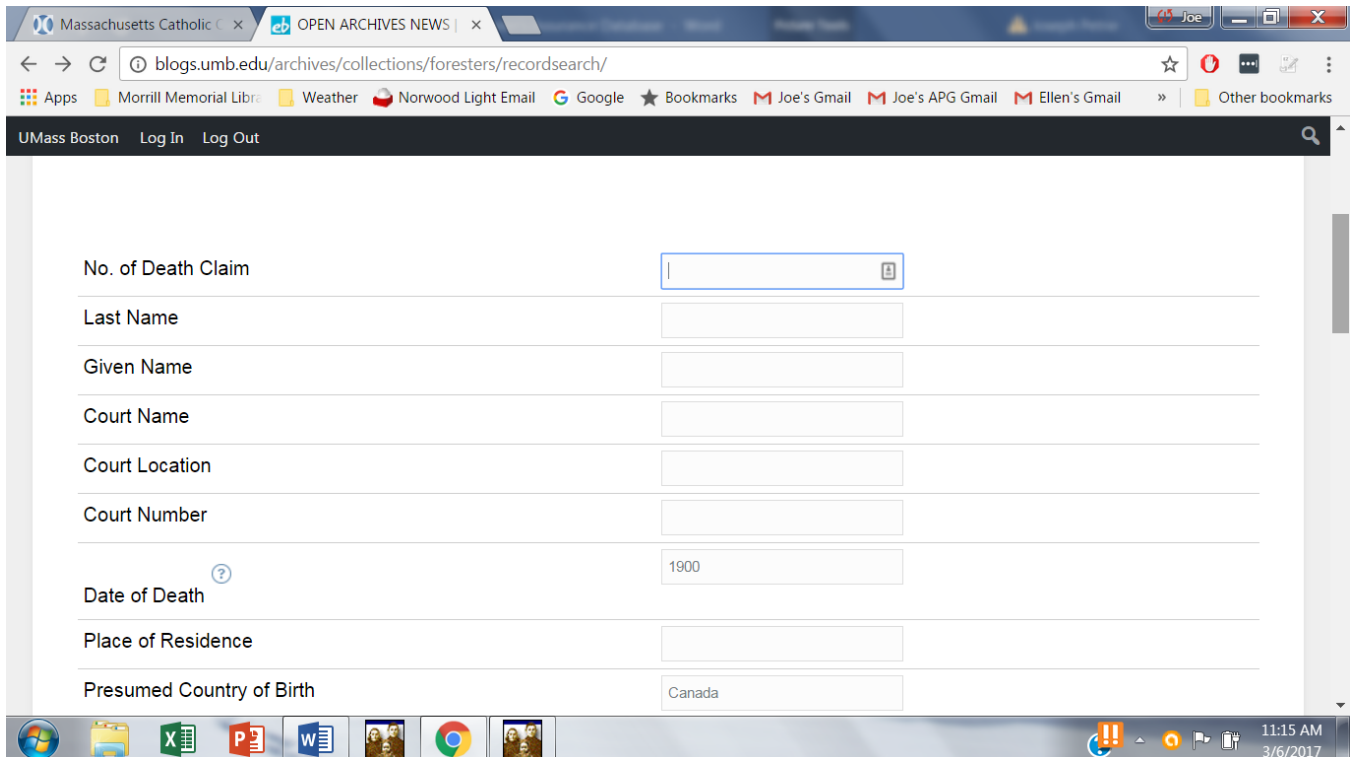 Massachusetts Catholic
OPEN ARCHIVES NEWS |
Joe
blogs.umb.edu/archives/collections/foresters/recordsearch/
Apps Morrill Memorial Libra Weather Norwood Light Email Google Bookmarks Joe's Gmail Joe's APG Gmail Ellen's Gmail » Other bookmarks
UMass Boston Log In Log Out
No. of Death Claim
Last Name
Given Name
Court Name
Court Location
Court Number
Date of Death ? 1900
Place of Residence
Presumed Country of Birth Canada
11:15 AM
3/6/2017